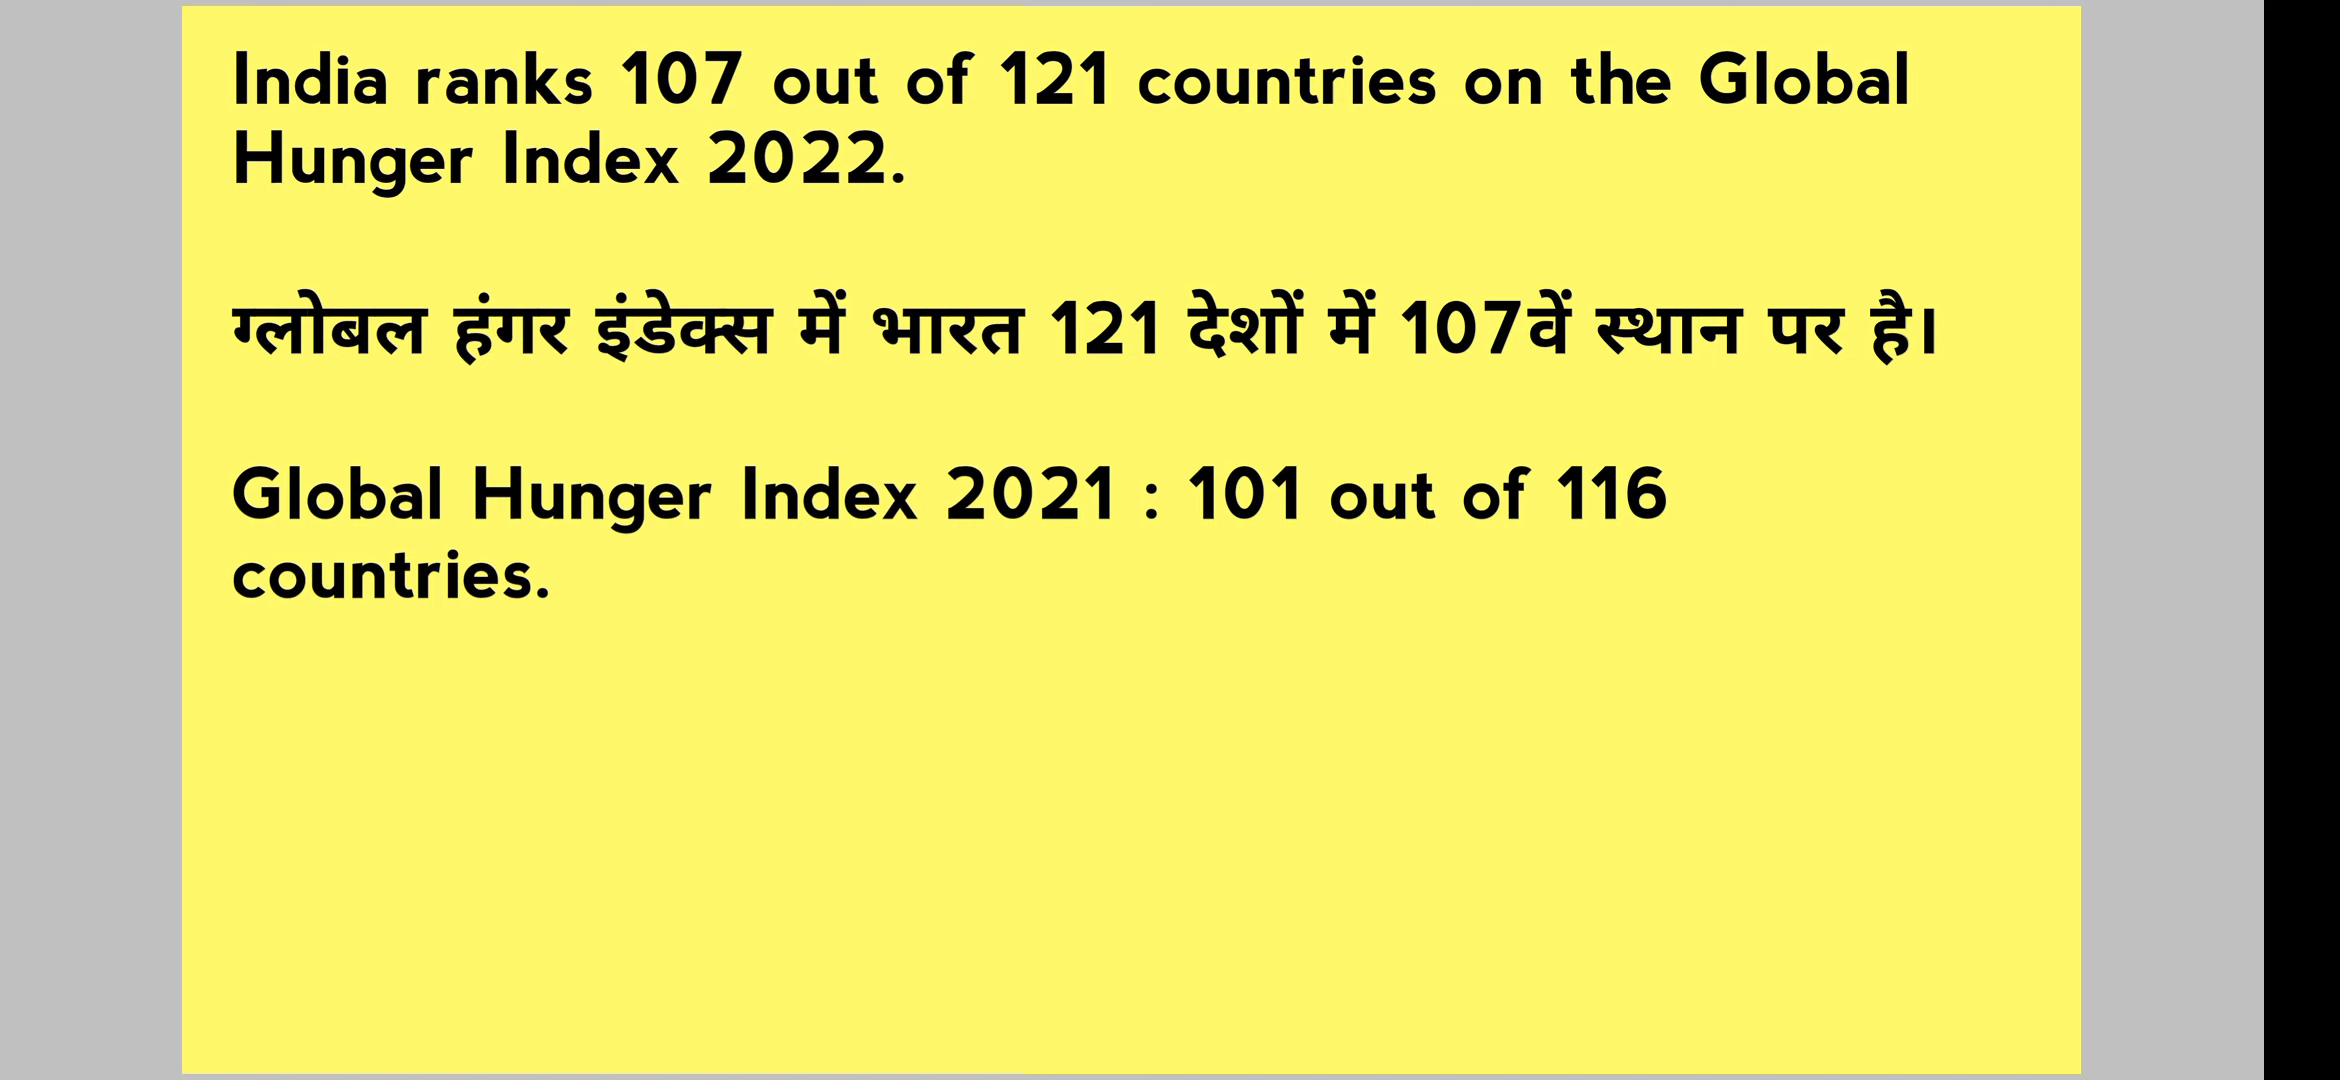 India ranks 107 out of 121 countries on the Global
Hunger Index 2022.
ग्लोबल हंगर इंडेक्स में भारत 121 देशों में 107वें स्थान पर है।
Global Hunger Index 2021 : 101 out of 116
countries.